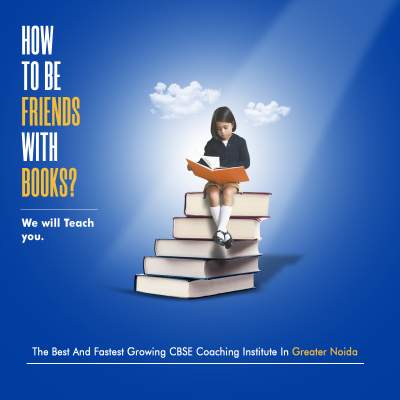 HOW
TO BE
FRIENDS
WITH
BOOKS?
We will Teach
you.
The Best And Fastest Growing CBSE Coaching Institute In Greater Noida